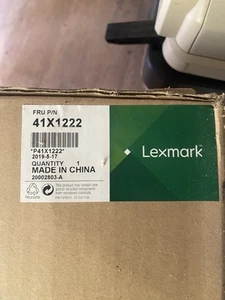 FRU P/N
41X1222
*P41X1222*
2019-5-17
QUANTITY 1
MADE IN CHINA
20002803-A
Lexmark